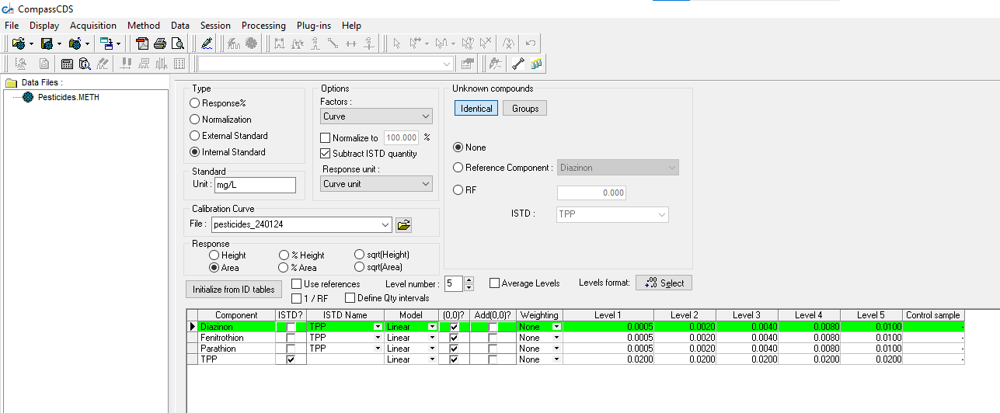 CompassCDS
File Display Acquisition Method Data Session Processing Plug-ins Help
Data Files :
Pesticides.METH
Type
Response%
Normalization
External Standard
Internal Standard
Standard
Unit : mg/L
Options
Factors :
Curve
Normalize to 100.000 %
Subtract ISTD quantity
Response unit :
Curve unit
Unknown compounds
Identical Groups
None
Reference Component : Diazinon
RF 0.000
ISTD : TPP
Calibration Curve
File : pesticides_240124
Response
Height % Height sqrt(Height)
Area % Area sqrt(Area)
Initialize from ID tables
Use references Level number : 5 Average Levels Levels format: Select
1 / RF Define Qty intervals
Component ISTD? ISTD Name Model (0,0)? Add(0,0)? Weighting Level 1 Level 2 Level 3 Level 4 Level 5 Control sample
Diazinon TPP Linear None 0.0005 0.0020 0.0040 0.0080 0.0100 -
Fenitrothion TPP Linear None 0.0005 0.0020 0.0040 0.0080 0.0100 -
Parathion TPP Linear None 0.0005 0.0020 0.0040 0.0080 0.0100 -
TPP Linear None 0.0200 0.0200 0.0200 0.0200 0.0200 -